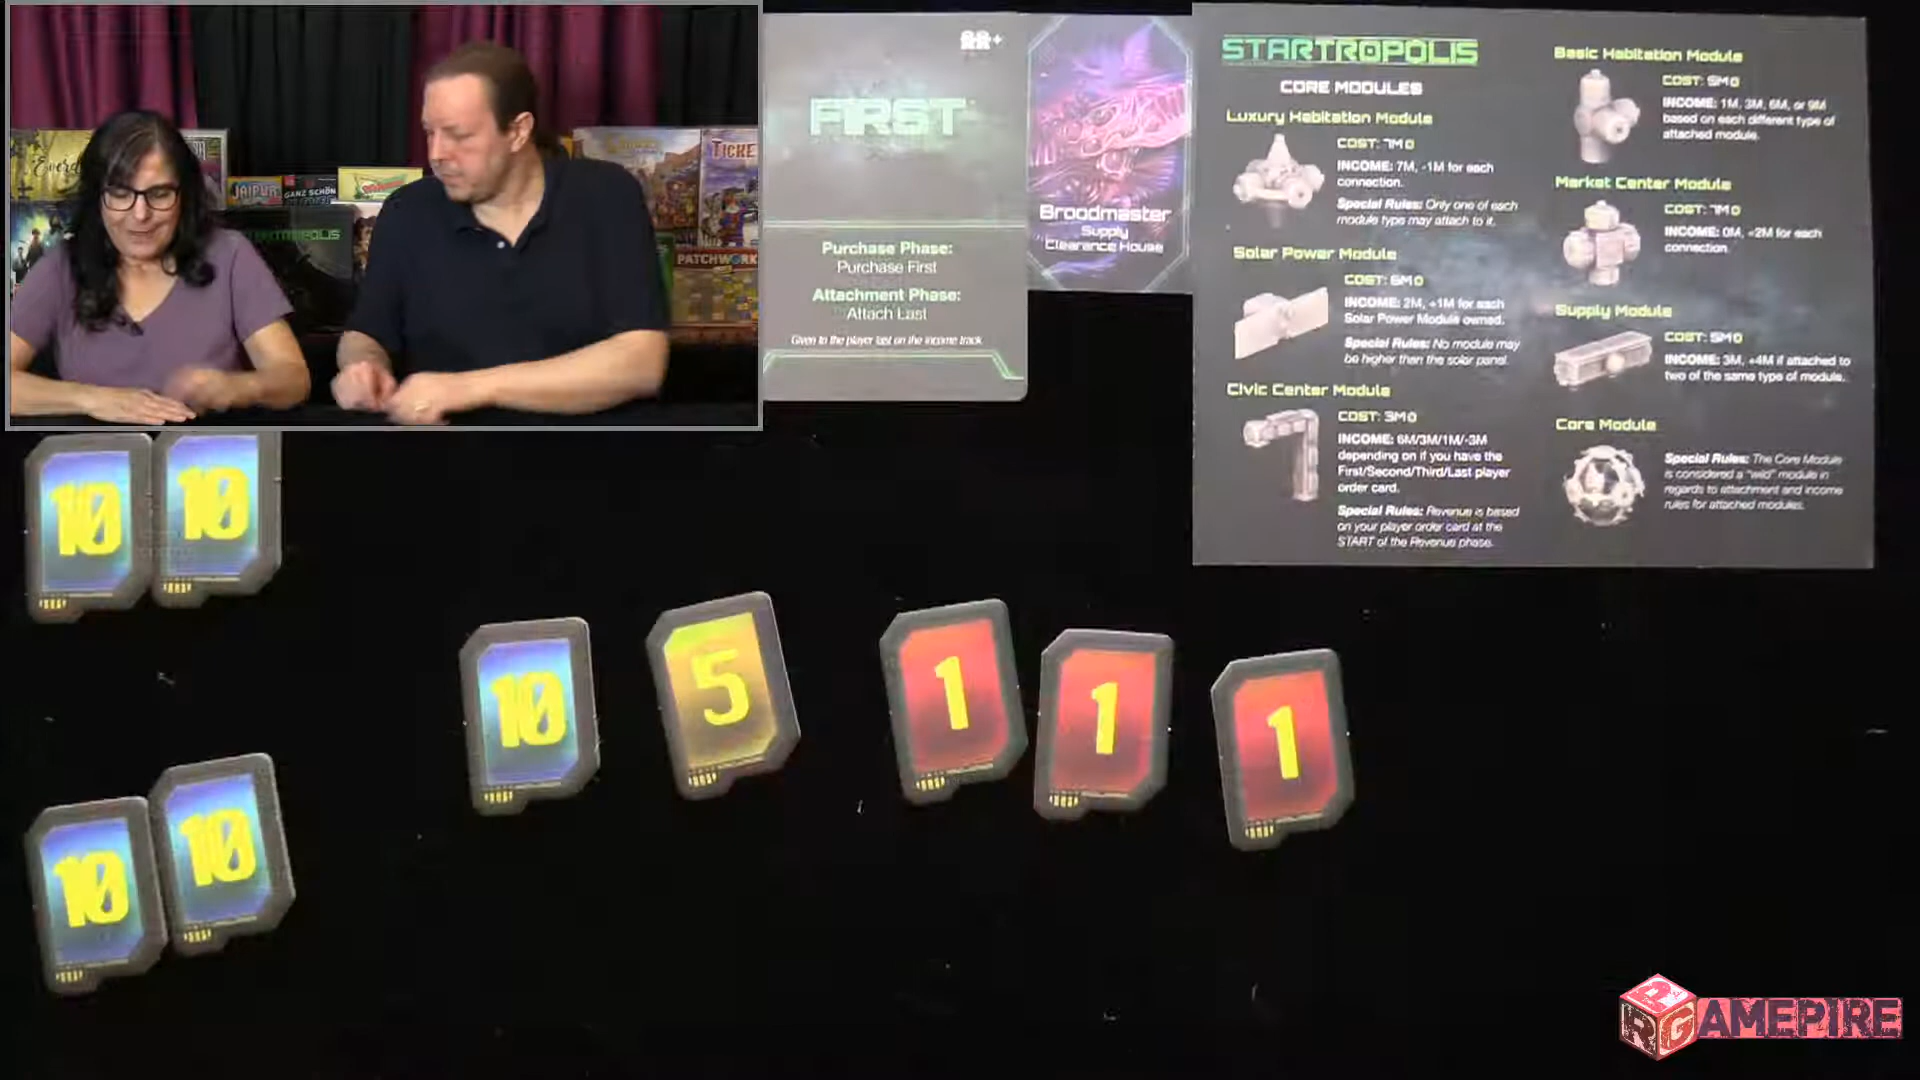 Everd
JAIPUR
GANZ SCHÖN
STARTROPOLIS
TICKE
PATCHWORK
FIRST
Purchase Phase:
Purchase First
Attachment Phase:
Attach Last
Given to the player last on the income track
Broodmaster
Supply
Clearance House
STARTROPOLIS
CORE MODULES
Luxury Habitation Module
COST: 7M
INCOME: 7M, -1M for each
connection.
Special Rules: Only one of each
module type may attach to it.
Solar Power Module
COST: 6M
INCOME: 2M, +1M for each
Solar Power Module owned.
Special Rules: No module may
be higher than the solar panel.
Civic Center Module
COST: 3M
INCOME: 6M/3M/1M/-3M
depending on if you have the
First/Second/Third/Last player
order card.
Special Rules: Revenue is based
on your player order card at the
START of the Revenue phase.
Basic Habitation Module
COST: 5M
INCOME: 1M, 3M, 6M, or 9M
based on each different type of
attached module.
Market Center Module
COST: 7M
INCOME: 0M, +2M for each
connection.
Supply Module
COST: 5M
INCOME: 3M, +4M if attached to
two of the same type of module.
Core Module
Special Rules: The Core Module
is considered a "wild" module in
regards to attachment and income
rules for attached modules.
10
10
10
5
1
1
1
10
10
RG
GAMEPIRE